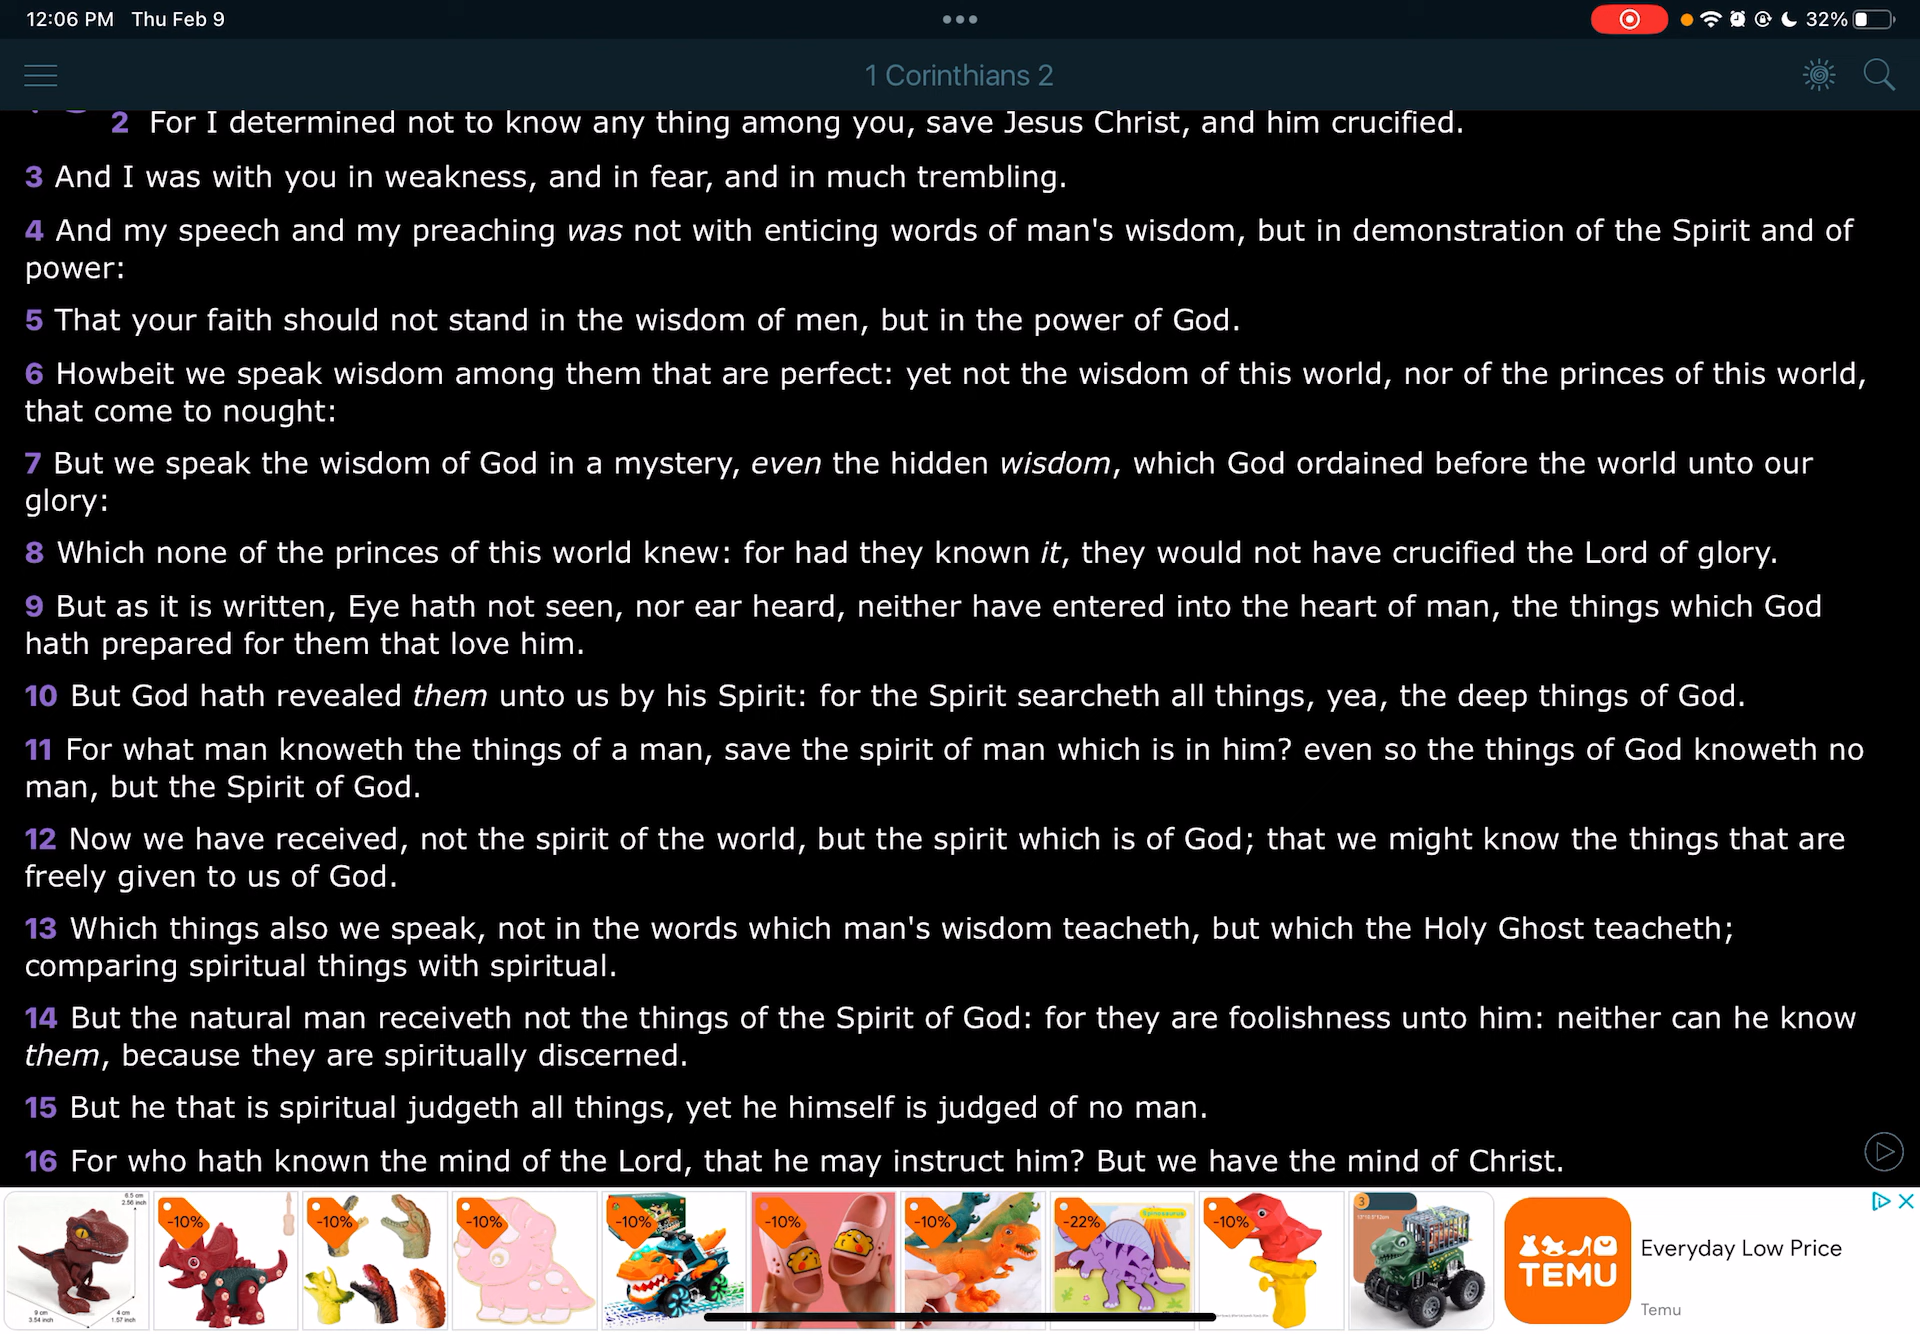 12:06 PM Thu Feb 9
32%
1 Corinthians 2
2 For I determined not to know any thing among you, save Jesus Christ, and him crucified.
3 And I was with you in weakness, and in fear, and in much trembling.
4 And my speech and my preaching was not with enticing words of man's wisdom, but in demonstration of the Spirit and of
power:
5 That your faith should not stand in the wisdom of men, but in the power of God.
6 Howbeit we speak wisdom among them that are perfect: yet not the wisdom of this world, nor of the princes of this world,
that come to nought:
7 But we speak the wisdom of God in a mystery, even the hidden wisdom, which God ordained before the world unto our
glory:
8 Which none of the princes of this world knew: for had they known it, they would not have crucified the Lord of glory.
9 But as it is written, Eye hath not seen, nor ear heard, neither have entered into the heart of man, the things which God
hath prepared for them that love him.
10 But God hath revealed them unto us by his Spirit: for the Spirit searcheth all things, yea, the deep things of God.
11 For what man knoweth the things of a man, save the spirit of man which is in him? even so the things of God knoweth no
man, but the Spirit of God.
12 Now we have received, not the spirit of the world, but the spirit which is of God; that we might know the things that are
freely given to us of God.
13 Which things also we speak, not in the words which man's wisdom teacheth, but which the Holy Ghost teacheth;
comparing spiritual things with spiritual.
14 But the natural man receiveth not the things of the Spirit of God: for they are foolishness unto him: neither can he know
them, because they are spiritually discerned.
15 But he that is spiritual judgeth all things, yet he himself is judged of no man.
16 For who hath known the mind of the Lord, that he may instruct him? But we have the mind of Christ.
6.5 cm
2.56 inch
9 cm
3.54 inch
4 cm
1.57 inch
-10%
-10%
-10%
-10%
-10%
-10%
-22%
Spinosaurus
-10%
3
TEMU
Everyday Low Price
Temu